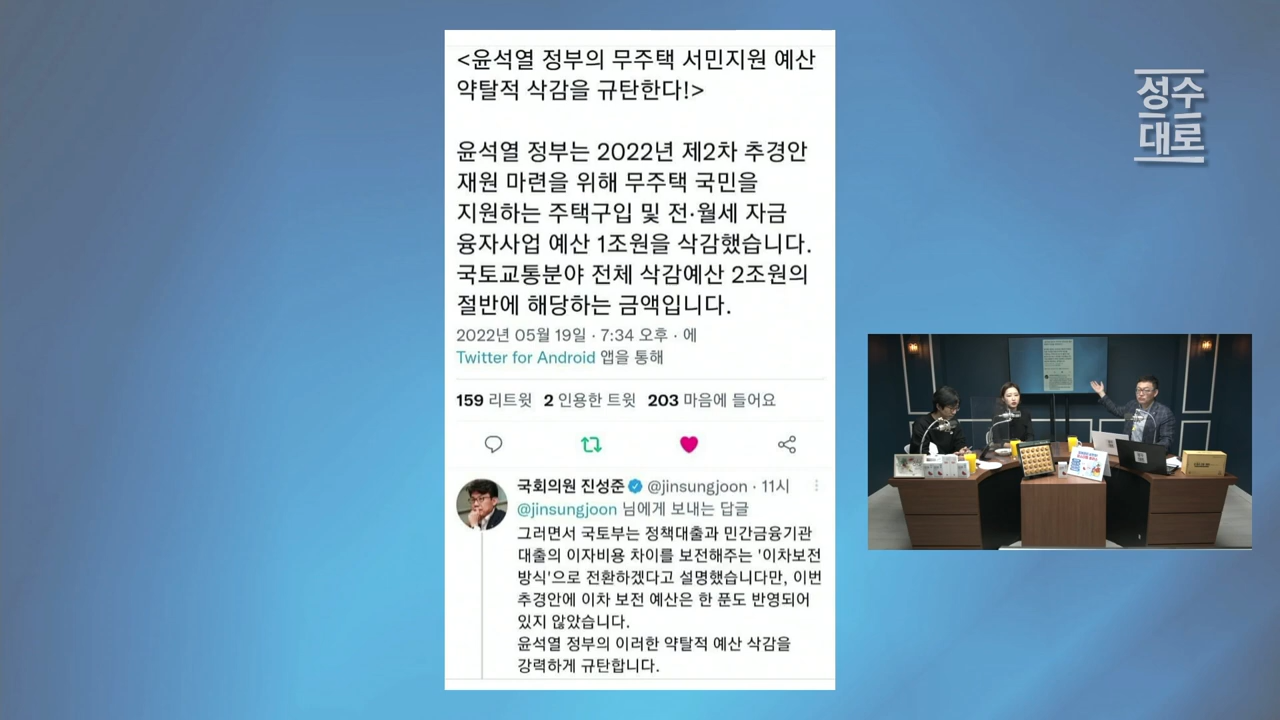 <윤석열 정부의 무주택 서민지원 예산
약탈적 삭감을 규탄한다!>
윤석열 정부는 2022년 제2차 추경안
재원 마련을 위해 무주택 국민을
지원하는 주택구입 및 전·월세 자금
융자사업 예산 1조원을 삭감했습니다.
국토교통분야 전체 삭감예산 2조원의
절반에 해당하는 금액입니다.
2022년 05월 19일 · 7:34 오후 · 에
Twitter for Android 앱을 통해
159 리트윗 2 인용한 트윗 203 마음에 들어요
국회의원 진성준 @jinsungjoon · 11시
@jinsungjoon 님에게 보내는 답글
그러면서 국토부는 정책대출과 민간금융기관
대출의 이자비용 차이를 보전해주는 '이차보전
방식'으로 전환하겠다고 설명했습니다만, 이번
추경안에 이차 보전 예산은 한 푼도 반영되어
있지 않았습니다.
윤석열 정부의 이러한 약탈적 예산 삭감을
강력하게 규탄합니다.
성수
대로